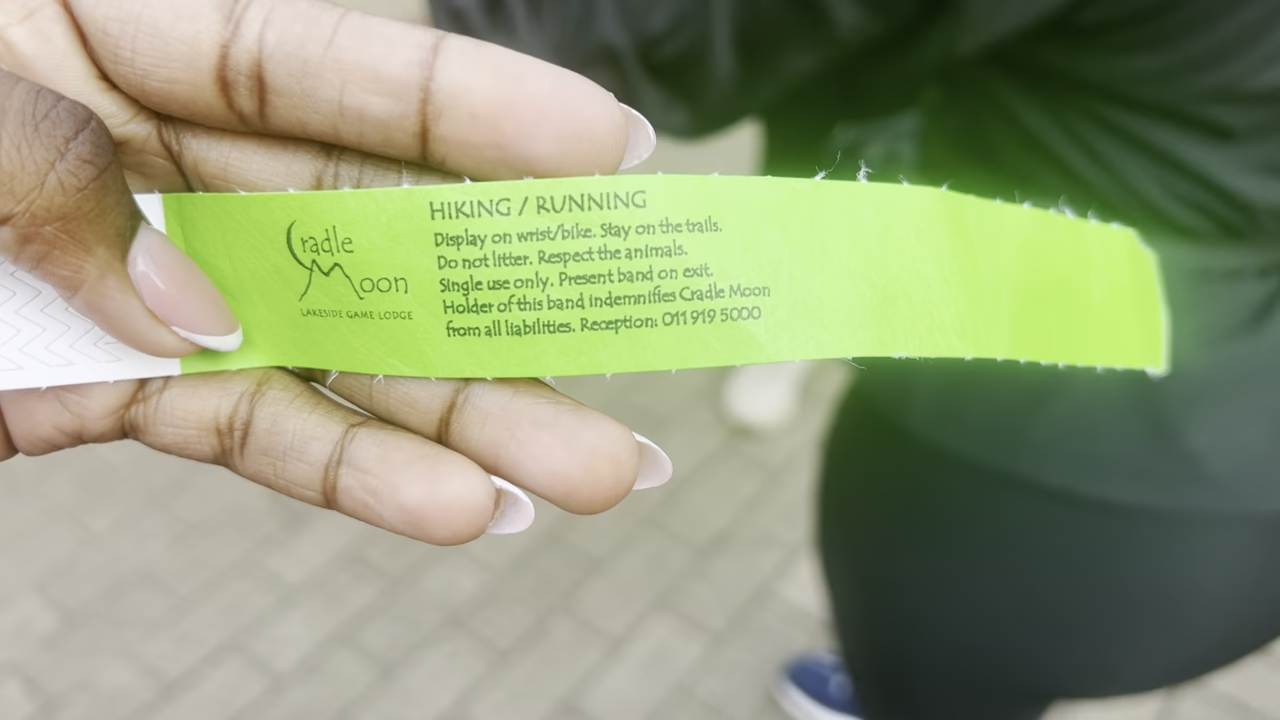 Cradle
Moon
LAKESIDE GAME LODGE
HIKING / RUNNING
Display on wrist/bike. Stay on the trails.
Do not litter. Respect the animals.
Single use only. Present band on exit.
Holder of this band indemnifies Cradle Moon
from all liabilities. Reception: 011 919 5000